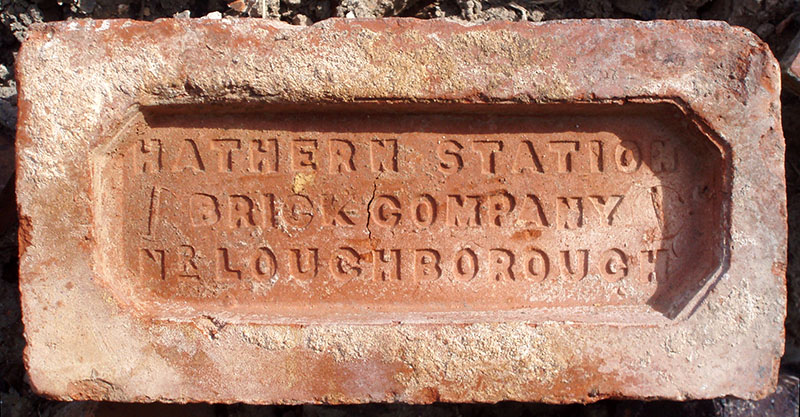 HATHERN STATION
BRICK COMPANY
NR LOUGHBOROUGH